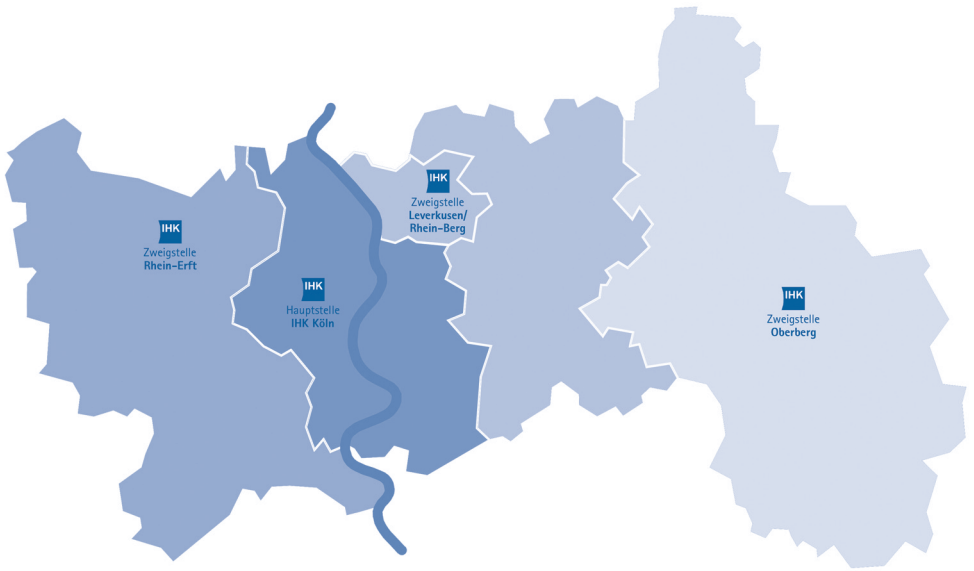 IHK
Zweigstelle
Rhein-Erft
IHK
Hauptstelle
IHK Köln
IHK
Zweigstelle
Leverkusen/
Rhein-Berg
IHK
Zweigstelle
Oberberg